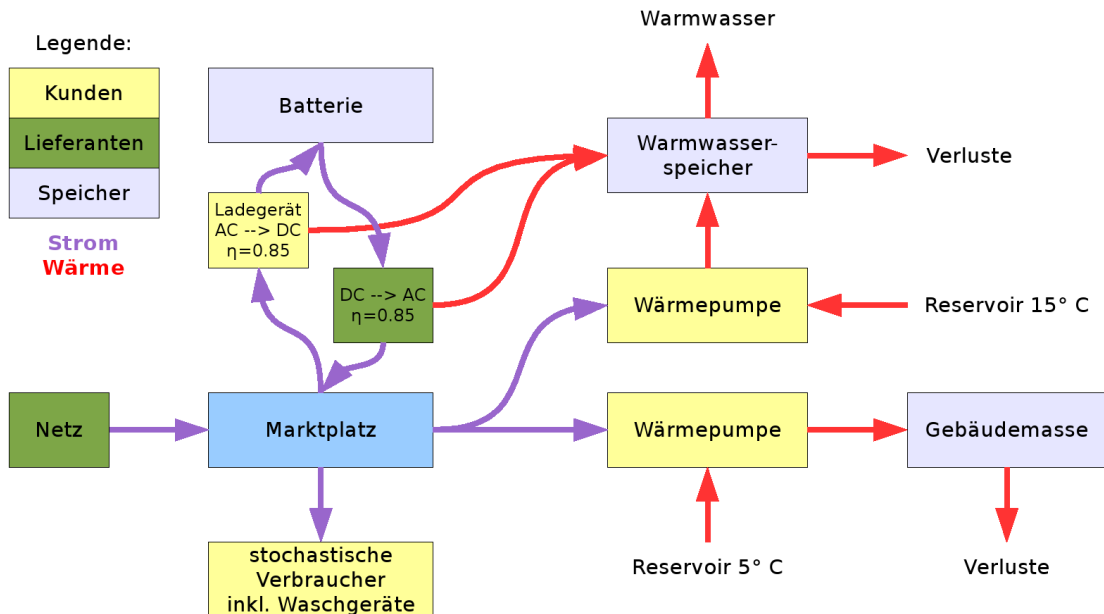 Legende:
Kunden
Lieferanten
Speicher
Strom
Wärme
Batterie
Ladegerät
AC --> DC
η=0.85
DC --> AC
η=0.85
Netz
Marktplatz
stochastische
Verbraucher
inkl. Waschgeräte
Warmwasser
Warmwasser-
speicher
Verluste
Wärmepumpe
Reservoir 15° C
Wärmepumpe
Gebäudemasse
Reservoir 5° C
Verluste